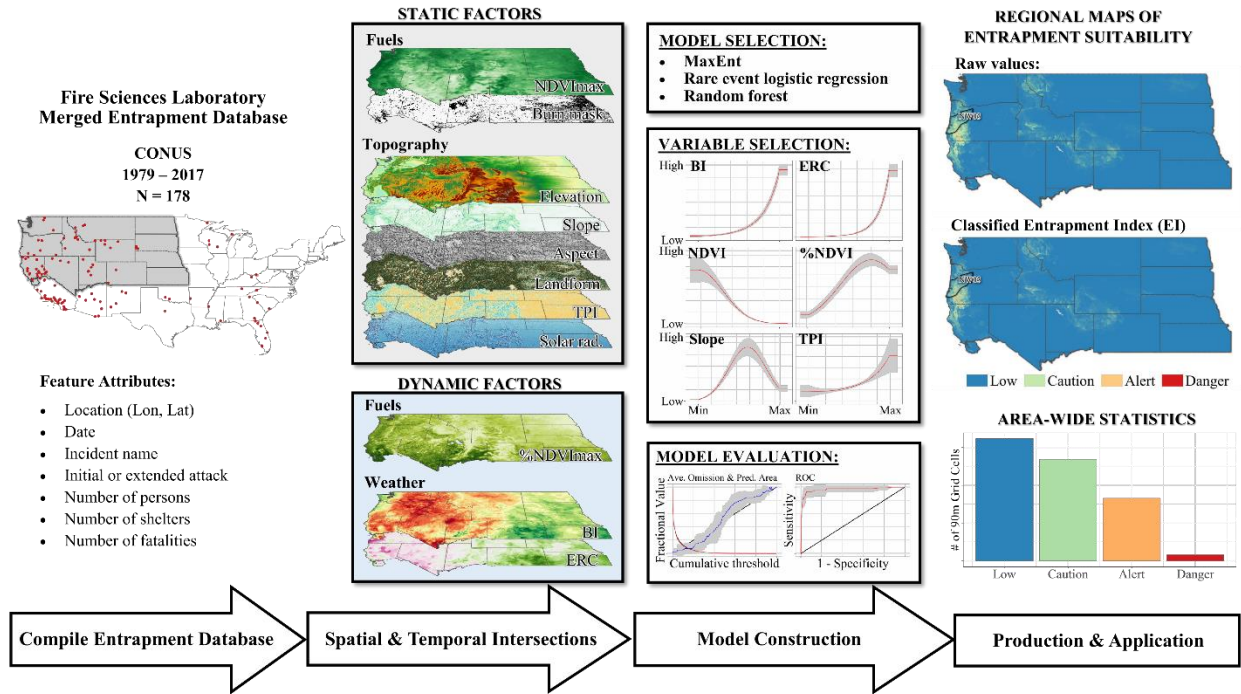 Fire Sciences Laboratory
Merged Entrapment Database
CONUS
1979 – 2017
N = 178
Feature Attributes:
• Location (Lon, Lat)
• Date
• Incident name
• Initial or extended attack
• Number of persons
• Number of shelters
• Number of fatalities
STATIC FACTORS
Fuels
NDVImax
Burn mask
Topography
Elevation
Slope
Aspect
Landform
TPI
Solar rad.
DYNAMIC FACTORS
Fuels
%NDVImax
Weather
BI
ERC
MODEL SELECTION:
• MaxEnt
• Rare event logistic regression
• Random forest
VARIABLE SELECTION:
High BI ERC
Low
High NDVI %NDVI
Low
High Slope TPI
Low
Min Max Min Max
MODEL EVALUATION:
Ave. Omission & Pred. Area ROC
Fractional Value
Sensitivity
Cumulative threshold 1 - Specificity
REGIONAL MAPS OF
ENTRAPMENT SUITABILITY
Raw values:
NW02
Classified Entrapment Index (EI)
NW02
Low Caution Alert Danger
AREA-WIDE STATISTICS
# of 90m Grid Cells
Low Caution Alert Danger
Compile Entrapment Database
Spatial & Temporal Intersections
Model Construction
Production & Application